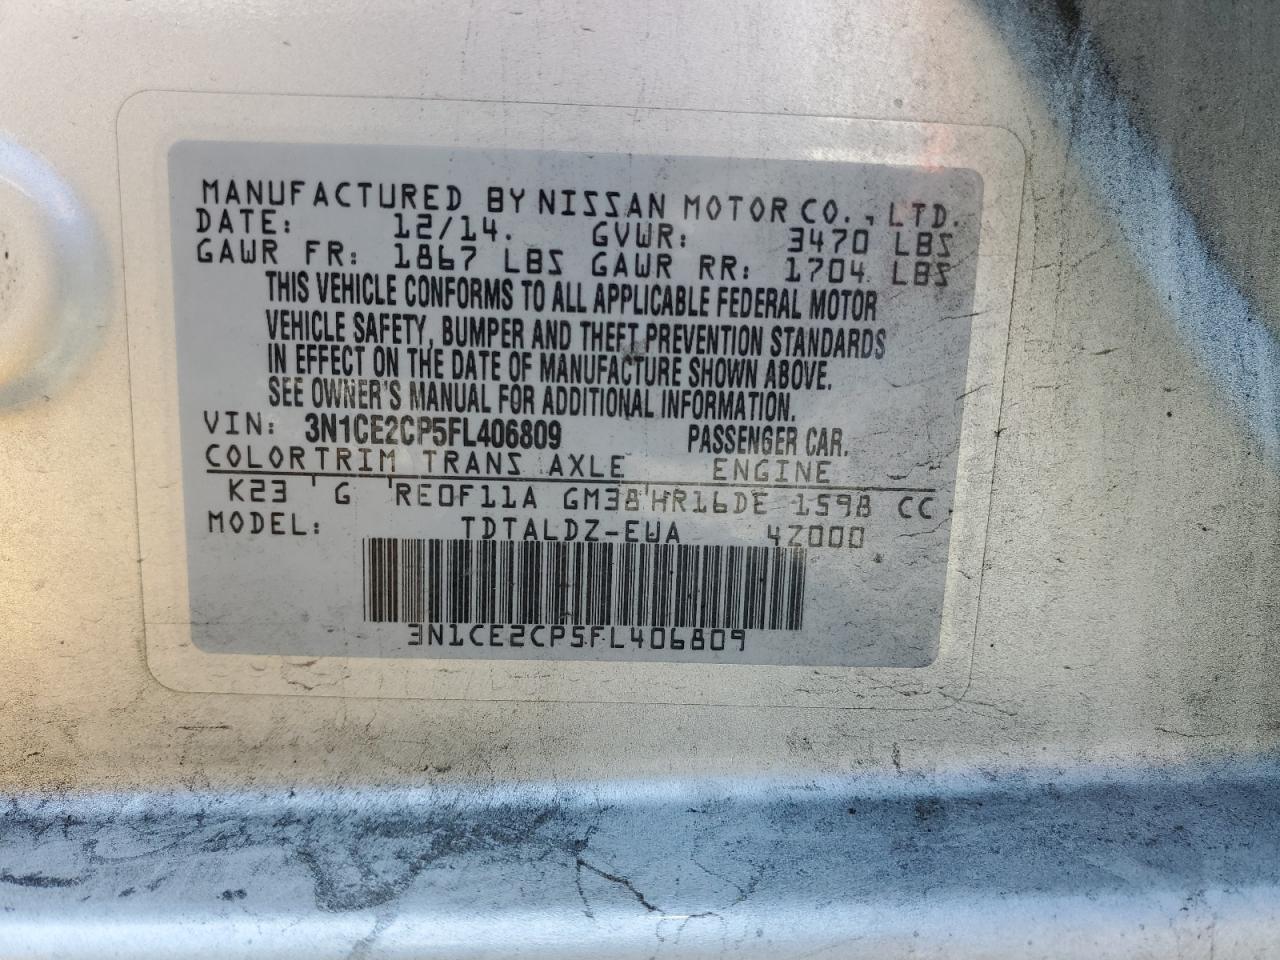 MANUFACTURED BY NISSAN MOTOR CO., LTD.
DATE: 12/14. GVWR: 3470 LBS
GAWR FR: 1867 LBS GAWR RR: 1704 LBS
THIS VEHICLE CONFORMS TO ALL APPLICABLE FEDERAL MOTOR
VEHICLE SAFETY, BUMPER AND THEFT PREVENTION STANDARDS
IN EFFECT ON THE DATE OF MANUFACTURE SHOWN ABOVE.
SEE OWNER'S MANUAL FOR ADDITIONAL INFORMATION.
VIN: 3N1CE2CP5FL406809 PASSENGER CAR.
COLOR TRIM TRANS AXLE ENGINE
K23 G RE0F11A GM38 HR16DE 1598 CC
MODEL: TDTALDZ-EUA 4Z000
3N1CE2CP5FL406809